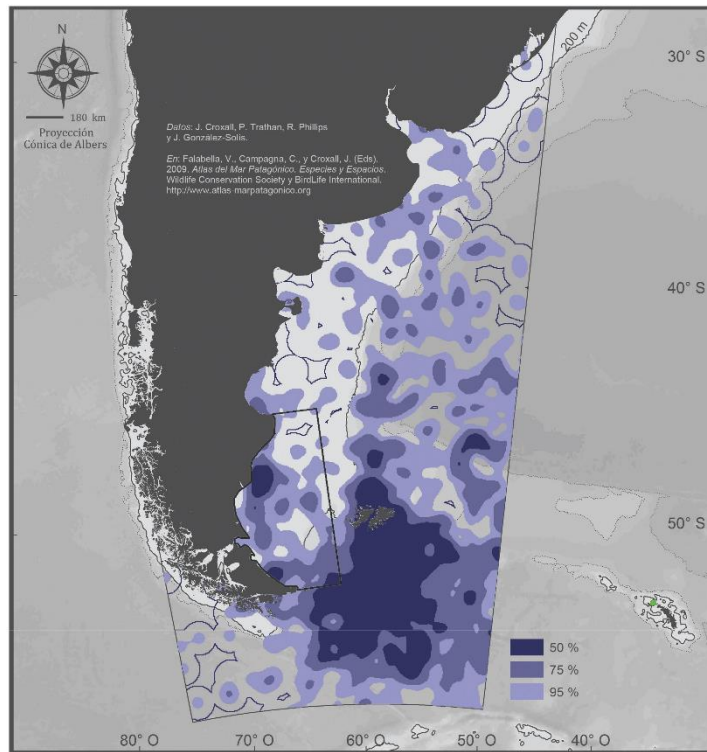 N
180 km
Proyección
Cónica de Albers
Datos: J. Croxall, P. Trathan, R. Phillips
y J. González-Solis.
En: Falabella, V., Campagna, C., y Croxall, J. (Eds).
2009. Atlas del Mar Patagónico. Especies y Espacios.
Wildlife Conservation Society y BirdLife International.
http://www.atlas-marpatagonico.org
200 m
30° S
40° S
50° S
50 %
75 %
95 %
80° O
70° O
60° O
50° O
40° O